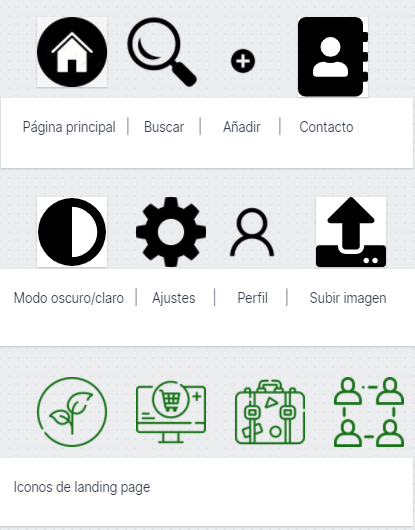 Página principal | Buscar | Añadir | Contacto
Modo oscuro/claro | Ajustes | Perfil | Subir imagen
Iconos de landing page